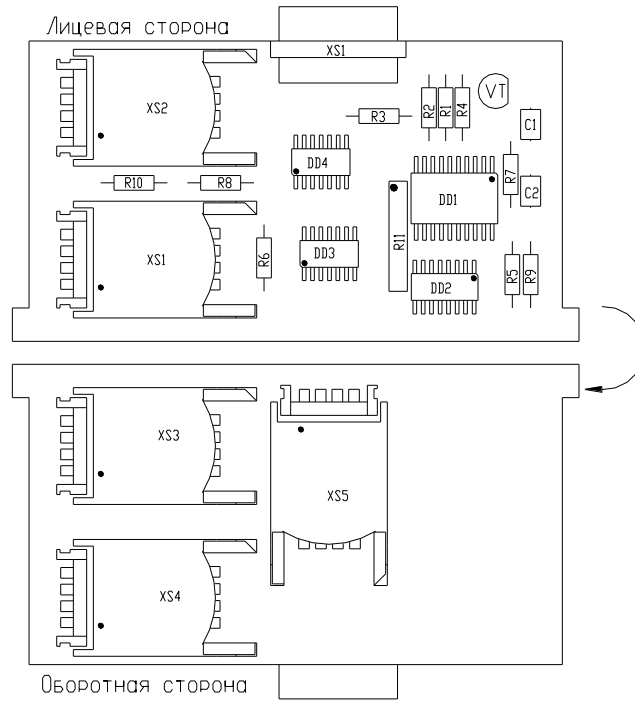 Лицевая сторона
XS1
XS2
R3
R2
R1
R4
VT
C1
DD4
R7
R10
R8
DD1
C2
XS1
R11
R6
DD3
DD2
R5
R9
XS3
XS5
XS4
Оборотная сторона